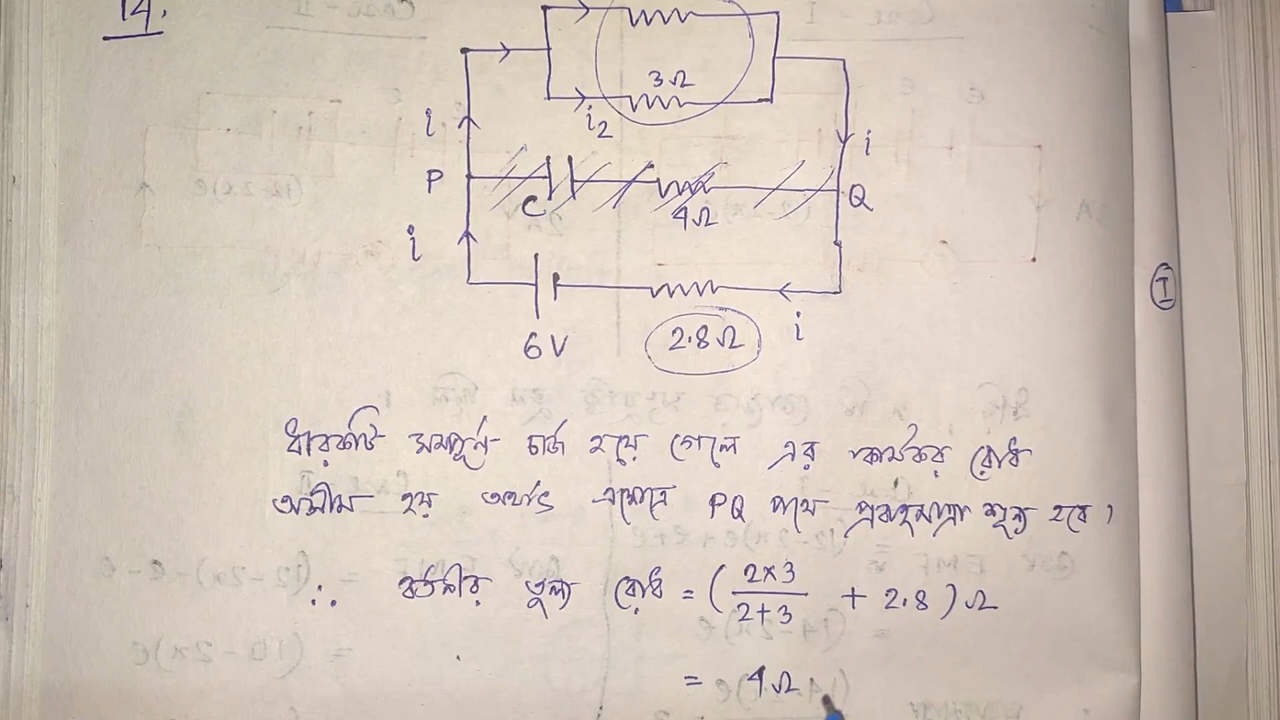 14.
3Ω
i i₂ i
P C 4Ω Q
i
6V 2.8Ω i
I
ধারকটি সম্পূর্ণ চার্জ হয়ে গেলে এর কার্যকর রোধ
অসীম হয় অর্থাৎ এক্ষেত্রে PQ পথে প্রবাহমাত্রা শূন্য হবে।
∴ বর্তনীর তুল্য রোধ = (2×3/2+3 + 2.8) Ω
= 4Ω